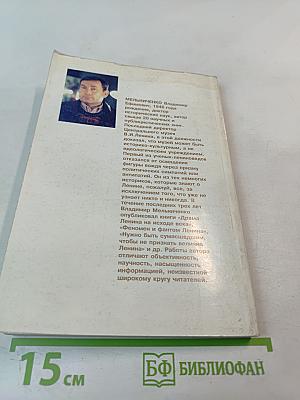 МЕЛЬНИЧЕНКО Владимир
Ефимович, 1946 года
рождения, доктор
исторических наук, автор
свыше 20 научных и
публицистических книг.
Последний директор
Центрального музея
В.И.Ленина, в этой должности
доказал, что музей может быть
историко-культурным, а не
идеологическим учреждением.
Первый из ученых-лениноведов
отказался от освещения
фигуры вождя через призму
политических симпатий или
антипатий. Он из тех немногих
историков, которые знают о
Ленине, пожалуй, все, за
исключением того, что уже не
узнает никто и никогда. В
течение последних трех лет
Владимир Мельниченко
опубликовал книги «Драма
Ленина на исходе века»,
«Феномен и фантом Ленина»,
«Нужно быть сумасшедшим,
чтобы не признать величия
Ленина» и др. Работы автора
отличают объективность,
научность, насыщенность
информацией, неизвестной
широкому кругу читателей.
15 см
БФ БИБЛИОФАН